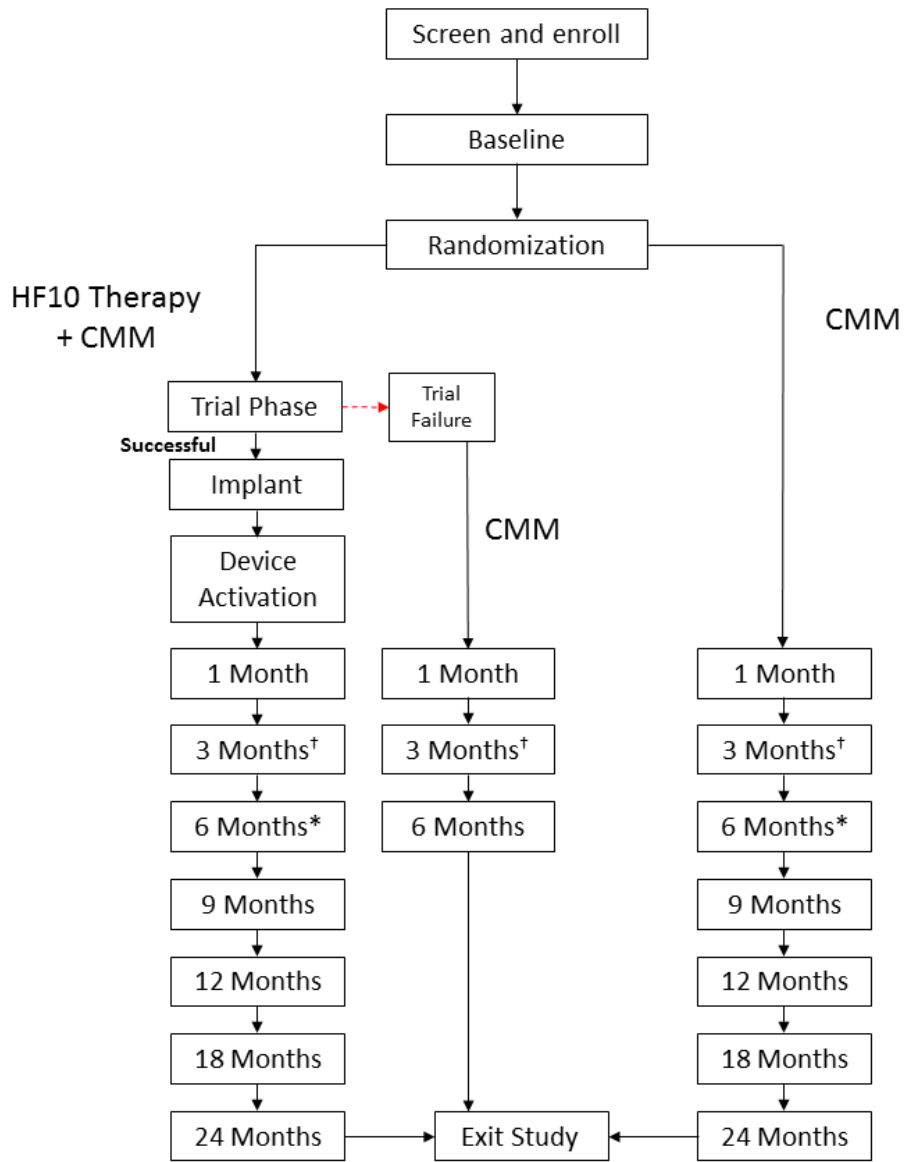 Screen and enroll
Baseline
Randomization
HF10 Therapy
+ CMM
CMM
Trial Phase
Trial
Failure
Successful
Implant
CMM
Device
Activation
1 Month
1 Month
1 Month
3 Months†
3 Months†
3 Months†
6 Months*
6 Months
6 Months*
9 Months
9 Months
12 Months
12 Months
18 Months
18 Months
24 Months
Exit Study
24 Months